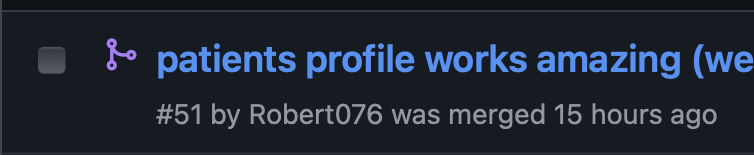 patients profile works amazing (we
#51 by Robert076 was merged 15 hours ago